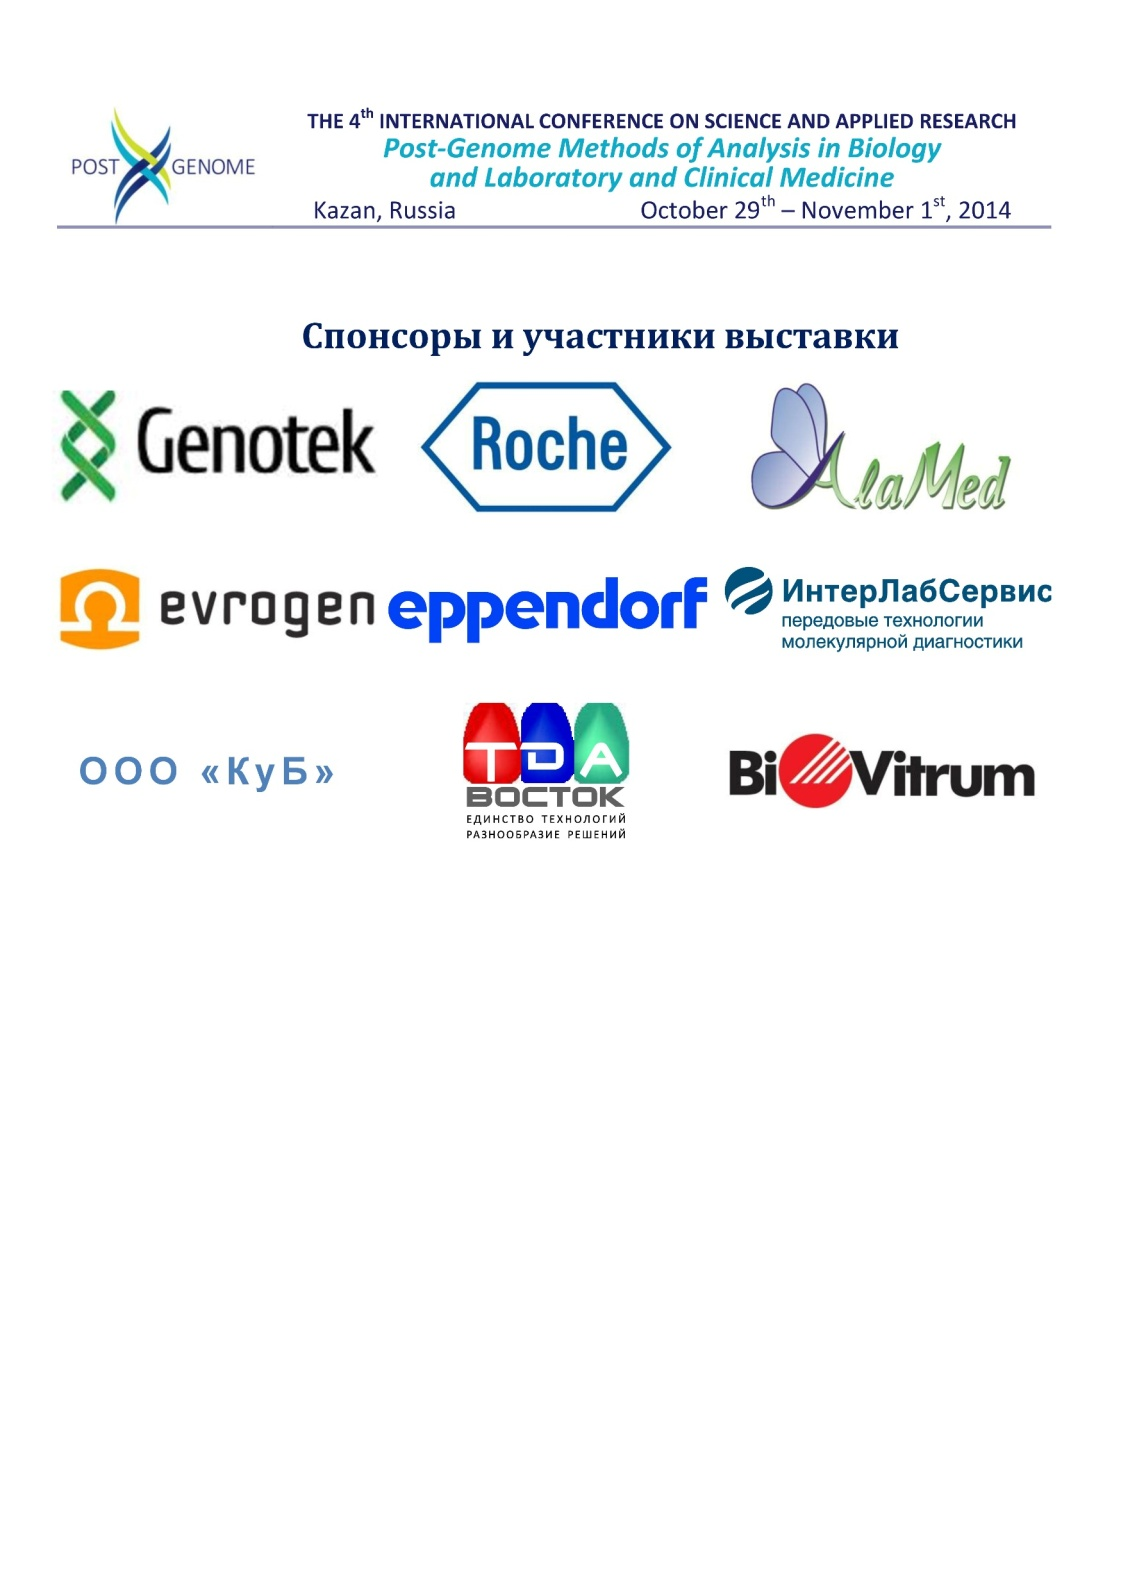 THE 4th INTERNATIONAL CONFERENCE ON SCIENCE AND APPLIED RESEARCH
Post-Genome Methods of Analysis in Biology
and Laboratory and Clinical Medicine
POST GENOME
Kazan, Russia October 29th – November 1st, 2014
Спонсоры и участники выставки
Genotek Roche AlaMed
evrogen eppendorf ИнтерЛабСервис
передовые технологии
молекулярной диагностики
ООО «КуБ» TDA BiOVitrum
ВОСТОК
ЕДИНСТВО ТЕХНОЛОГИЙ
РАЗНООБРАЗИЕ РЕШЕНИЙ